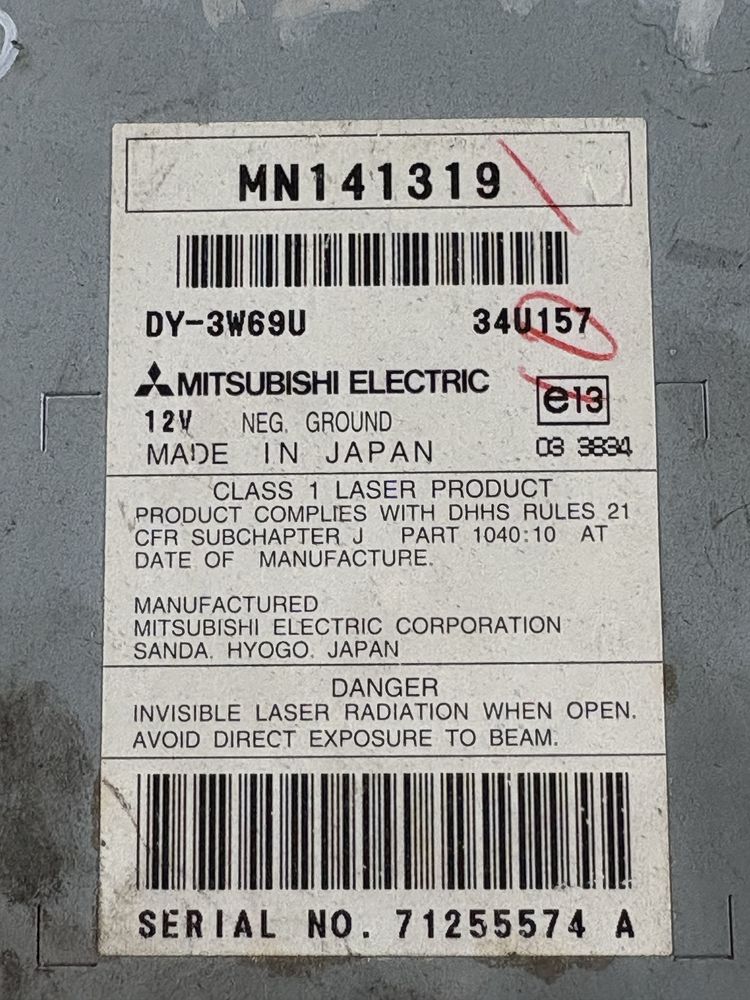 MN141319
DY-3W69U 34U157
MITSUBISHI ELECTRIC
12V NEG. GROUND e13
MADE IN JAPAN 03 3834
CLASS 1 LASER PRODUCT
PRODUCT COMPLIES WITH DHHS RULES 21
CFR SUBCHAPTER J PART 1040:10 AT
DATE OF MANUFACTURE.
MANUFACTURED
MITSUBISHI ELECTRIC CORPORATION
SANDA. HYOGO. JAPAN
DANGER
INVISIBLE LASER RADIATION WHEN OPEN.
AVOID DIRECT EXPOSURE TO BEAM.
SERIAL NO. 71255574 A